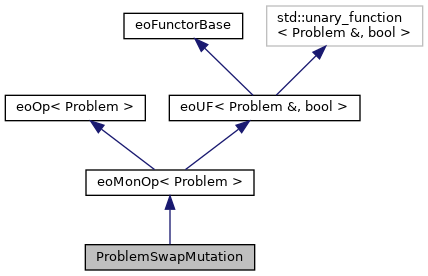 eoFunctorBase
std::unary_function
< Problem &, bool >
eoOp< Problem >
eoUF< Problem &, bool >
eoMonOp< Problem >
ProblemSwapMutation